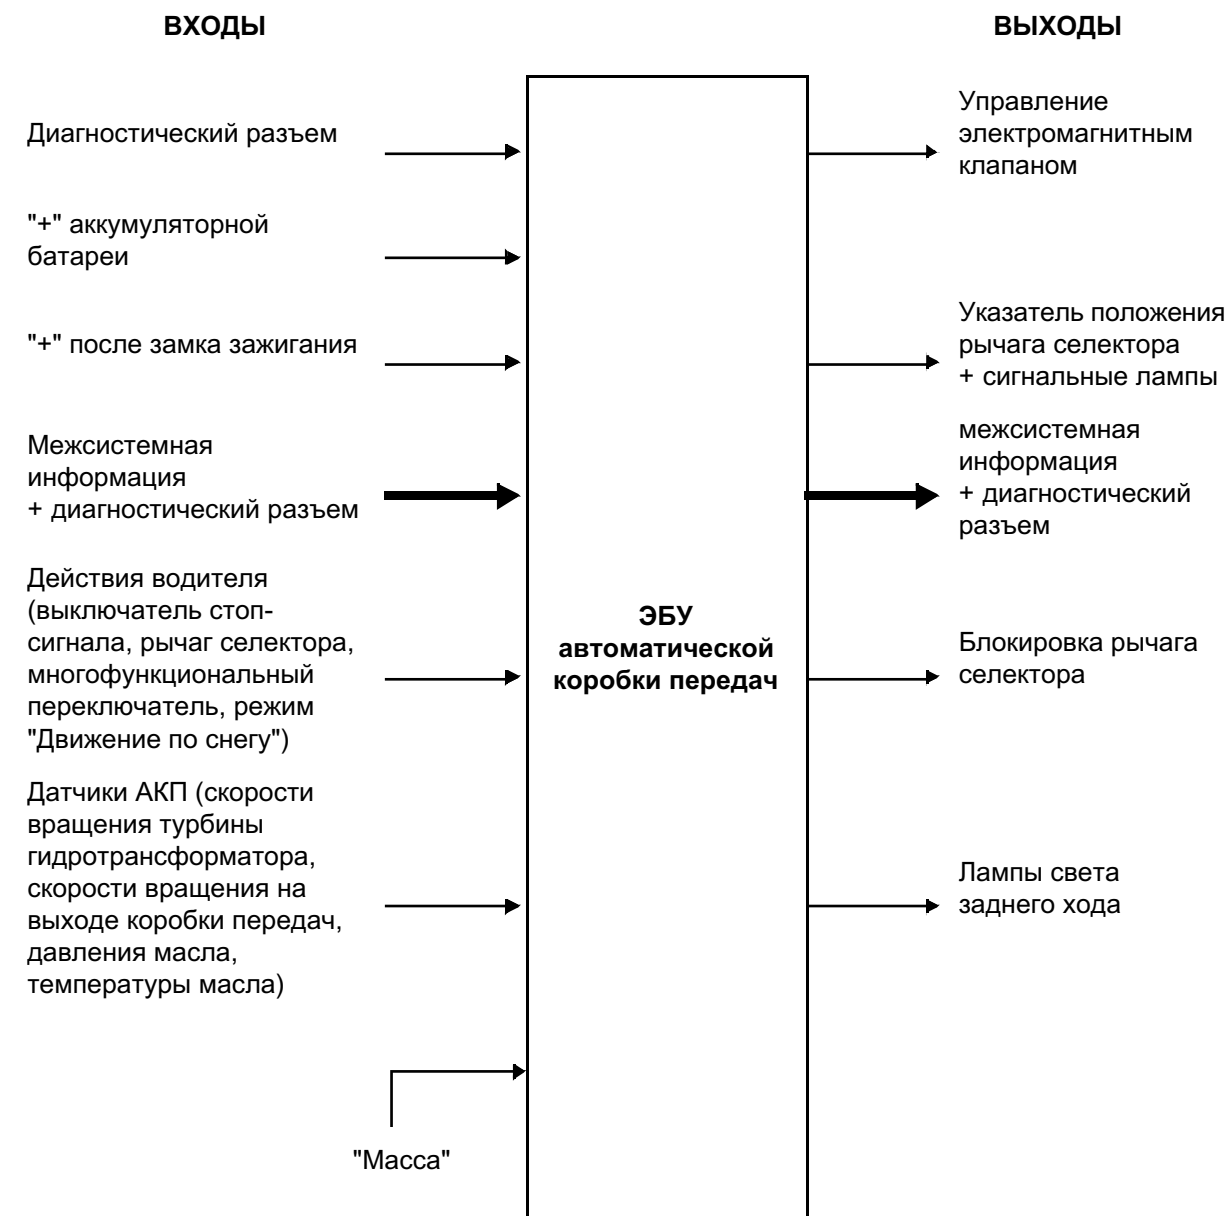 ВХОДЫ
ВЫХОДЫ
Диагностический разъем
"+" аккумуляторной
батареи
"+" после замка зажигания
Межсистемная
информация
+ диагностический разъем
Действия водителя
(выключатель стоп-
сигнала, рычаг селектора,
многофункциональный
переключатель, режим
"Движение по снегу")
Датчики АКП (скорости
вращения турбины
гидротрансформатора,
скорости вращения на
выходе коробки передач,
давления масла,
температуры масла)
"Масса"
ЭБУ
автоматической
коробки передач
Управление
электромагнитным
клапаном
Указатель положения
рычага селектора
+ сигнальные лампы
межсистемная
информация
+ диагностический
разъем
Блокировка рычага
селектора
Лампы света
заднего хода